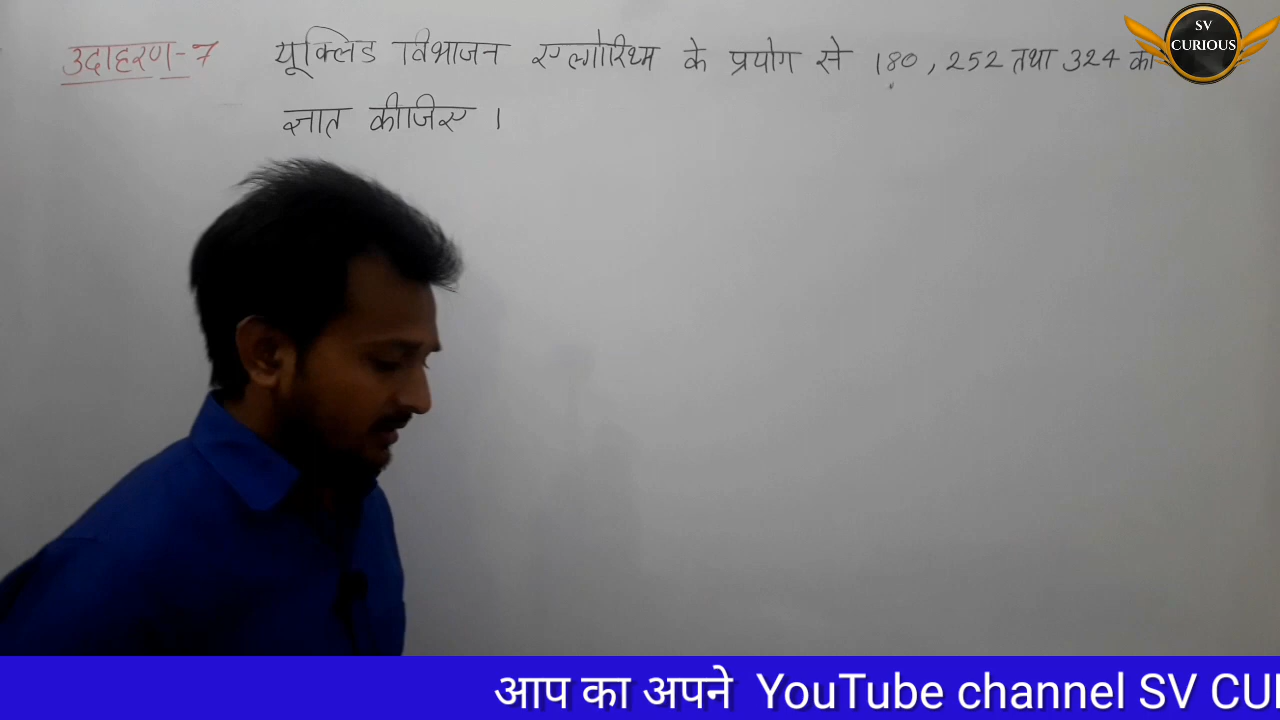 उदाहरण-7 यूक्लिड विभाजन एल्गोरिथ्म के प्रयोग से 180, 252 तथा 324 का
ज्ञात कीजिए ।
SV
CURIOUS
आप का अपने YouTube channel SV CU